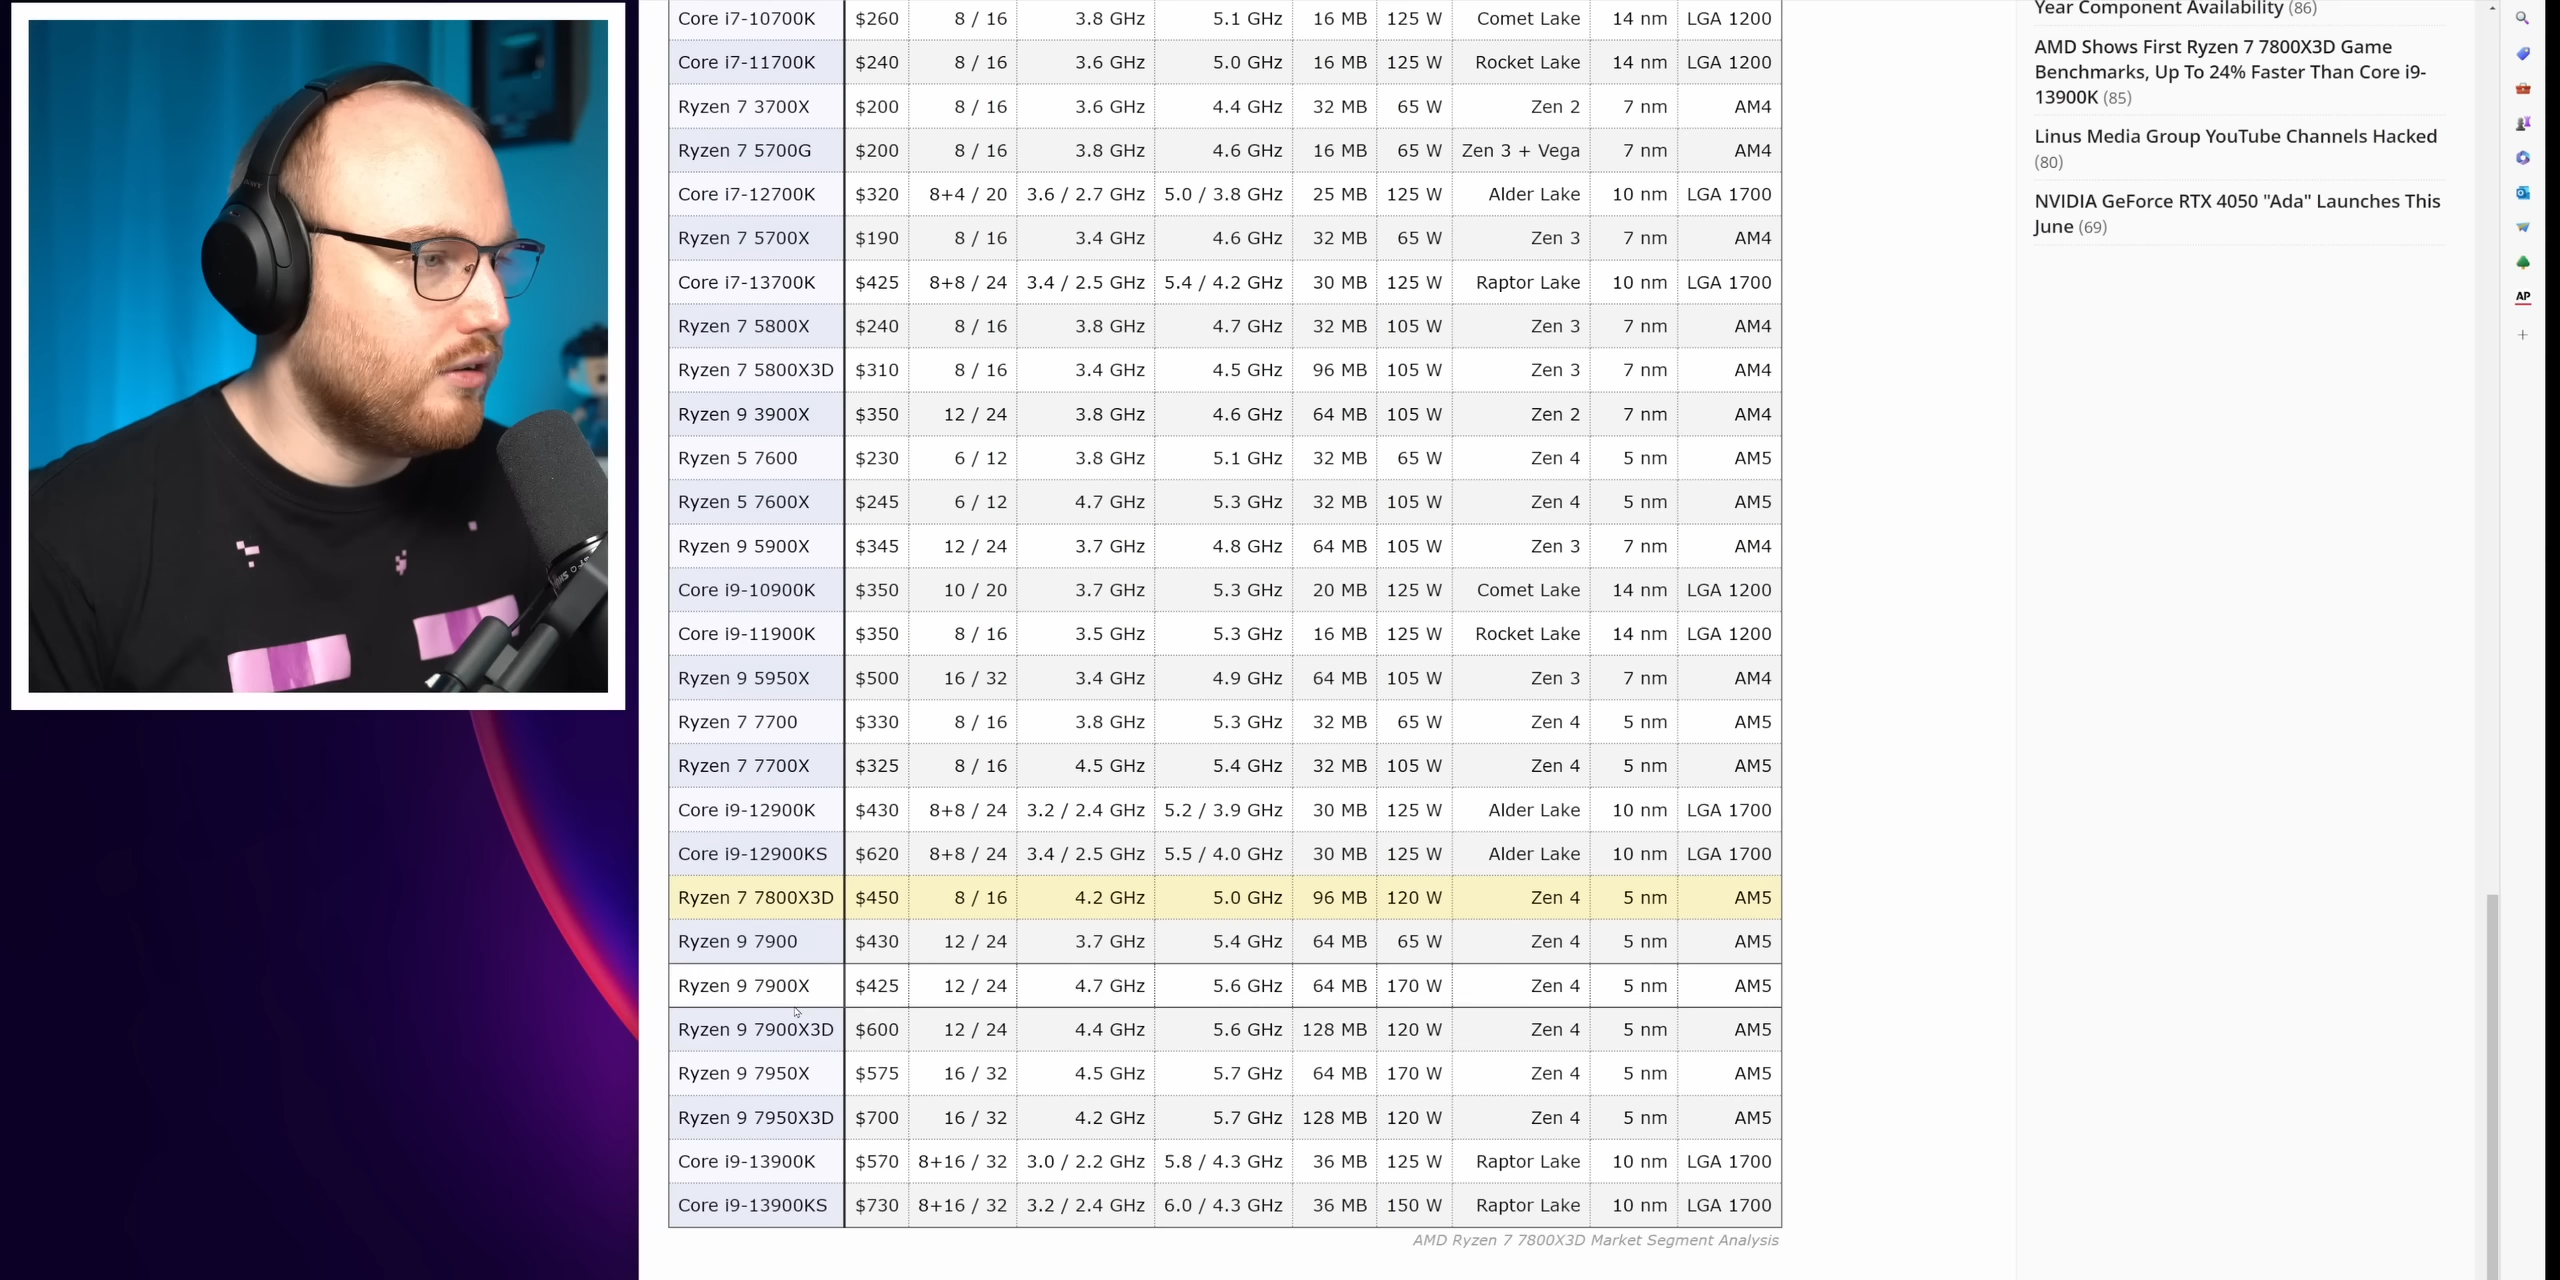 Core i7-10700K $260 8 / 16 3.8 GHz 5.1 GHz 16 MB 125 W Comet Lake 14 nm LGA 1200
Core i7-11700K $240 8 / 16 3.6 GHz 5.0 GHz 16 MB 125 W Rocket Lake 14 nm LGA 1200
Ryzen 7 3700X $200 8 / 16 3.6 GHz 4.4 GHz 32 MB 65 W Zen 2 7 nm AM4
Ryzen 7 5700G $200 8 / 16 3.8 GHz 4.6 GHz 16 MB 65 W Zen 3 + Vega 7 nm AM4
Core i7-12700K $320 8+4 / 20 3.6 / 2.7 GHz 5.0 / 3.8 GHz 25 MB 125 W Alder Lake 10 nm LGA 1700
Ryzen 7 5700X $190 8 / 16 3.4 GHz 4.6 GHz 32 MB 65 W Zen 3 7 nm AM4
Core i7-13700K $425 8+8 / 24 3.4 / 2.5 GHz 5.4 / 4.2 GHz 30 MB 125 W Raptor Lake 10 nm LGA 1700
Ryzen 7 5800X $240 8 / 16 3.8 GHz 4.7 GHz 32 MB 105 W Zen 3 7 nm AM4
Ryzen 7 5800X3D $310 8 / 16 3.4 GHz 4.5 GHz 96 MB 105 W Zen 3 7 nm AM4
Ryzen 9 3900X $350 12 / 24 3.8 GHz 4.6 GHz 64 MB 105 W Zen 2 7 nm AM4
Ryzen 5 7600 $230 6 / 12 3.8 GHz 5.1 GHz 32 MB 65 W Zen 4 5 nm AM5
Ryzen 5 7600X $245 6 / 12 4.7 GHz 5.3 GHz 32 MB 105 W Zen 4 5 nm AM5
Ryzen 9 5900X $345 12 / 24 3.7 GHz 4.8 GHz 64 MB 105 W Zen 3 7 nm AM4
Core i9-10900K $350 10 / 20 3.7 GHz 5.3 GHz 20 MB 125 W Comet Lake 14 nm LGA 1200
Core i9-11900K $350 8 / 16 3.5 GHz 5.3 GHz 16 MB 125 W Rocket Lake 14 nm LGA 1200
Ryzen 9 5950X $500 16 / 32 3.4 GHz 4.9 GHz 64 MB 105 W Zen 3 7 nm AM4
Ryzen 7 7700 $330 8 / 16 3.8 GHz 5.3 GHz 32 MB 65 W Zen 4 5 nm AM5
Ryzen 7 7700X $325 8 / 16 4.5 GHz 5.4 GHz 32 MB 105 W Zen 4 5 nm AM5
Core i9-12900K $430 8+8 / 24 3.2 / 2.4 GHz 5.2 / 3.9 GHz 30 MB 125 W Alder Lake 10 nm LGA 1700
Core i9-12900KS $620 8+8 / 24 3.4 / 2.5 GHz 5.5 / 4.0 GHz 30 MB 125 W Alder Lake 10 nm LGA 1700
Ryzen 7 7800X3D $450 8 / 16 4.2 GHz 5.0 GHz 96 MB 120 W Zen 4 5 nm AM5
Ryzen 9 7900 $430 12 / 24 3.7 GHz 5.4 GHz 64 MB 65 W Zen 4 5 nm AM5
Ryzen 9 7900X $425 12 / 24 4.7 GHz 5.6 GHz 64 MB 170 W Zen 4 5 nm AM5
Ryzen 9 7900X3D $600 12 / 24 4.4 GHz 5.6 GHz 128 MB 120 W Zen 4 5 nm AM5
Ryzen 9 7950X $575 16 / 32 4.5 GHz 5.7 GHz 64 MB 170 W Zen 4 5 nm AM5
Ryzen 9 7950X3D $700 16 / 32 4.2 GHz 5.7 GHz 128 MB 120 W Zen 4 5 nm AM5
Core i9-13900K $570 8+16 / 32 3.0 / 2.2 GHz 5.8 / 4.3 GHz 36 MB 125 W Raptor Lake 10 nm LGA 1700
Core i9-13900KS $730 8+16 / 32 3.2 / 2.4 GHz 6.0 / 4.3 GHz 36 MB 150 W Raptor Lake 10 nm LGA 1700
AMD Ryzen 7 7800X3D Market Segment Analysis
Year Component Availability (86)
AMD Shows First Ryzen 7 7800X3D Game
Benchmarks, Up To 24% Faster Than Core i9-
13900K (85)
Linus Media Group YouTube Channels Hacked
(80)
NVIDIA GeForce RTX 4050 "Ada" Launches This
June (69)
AP